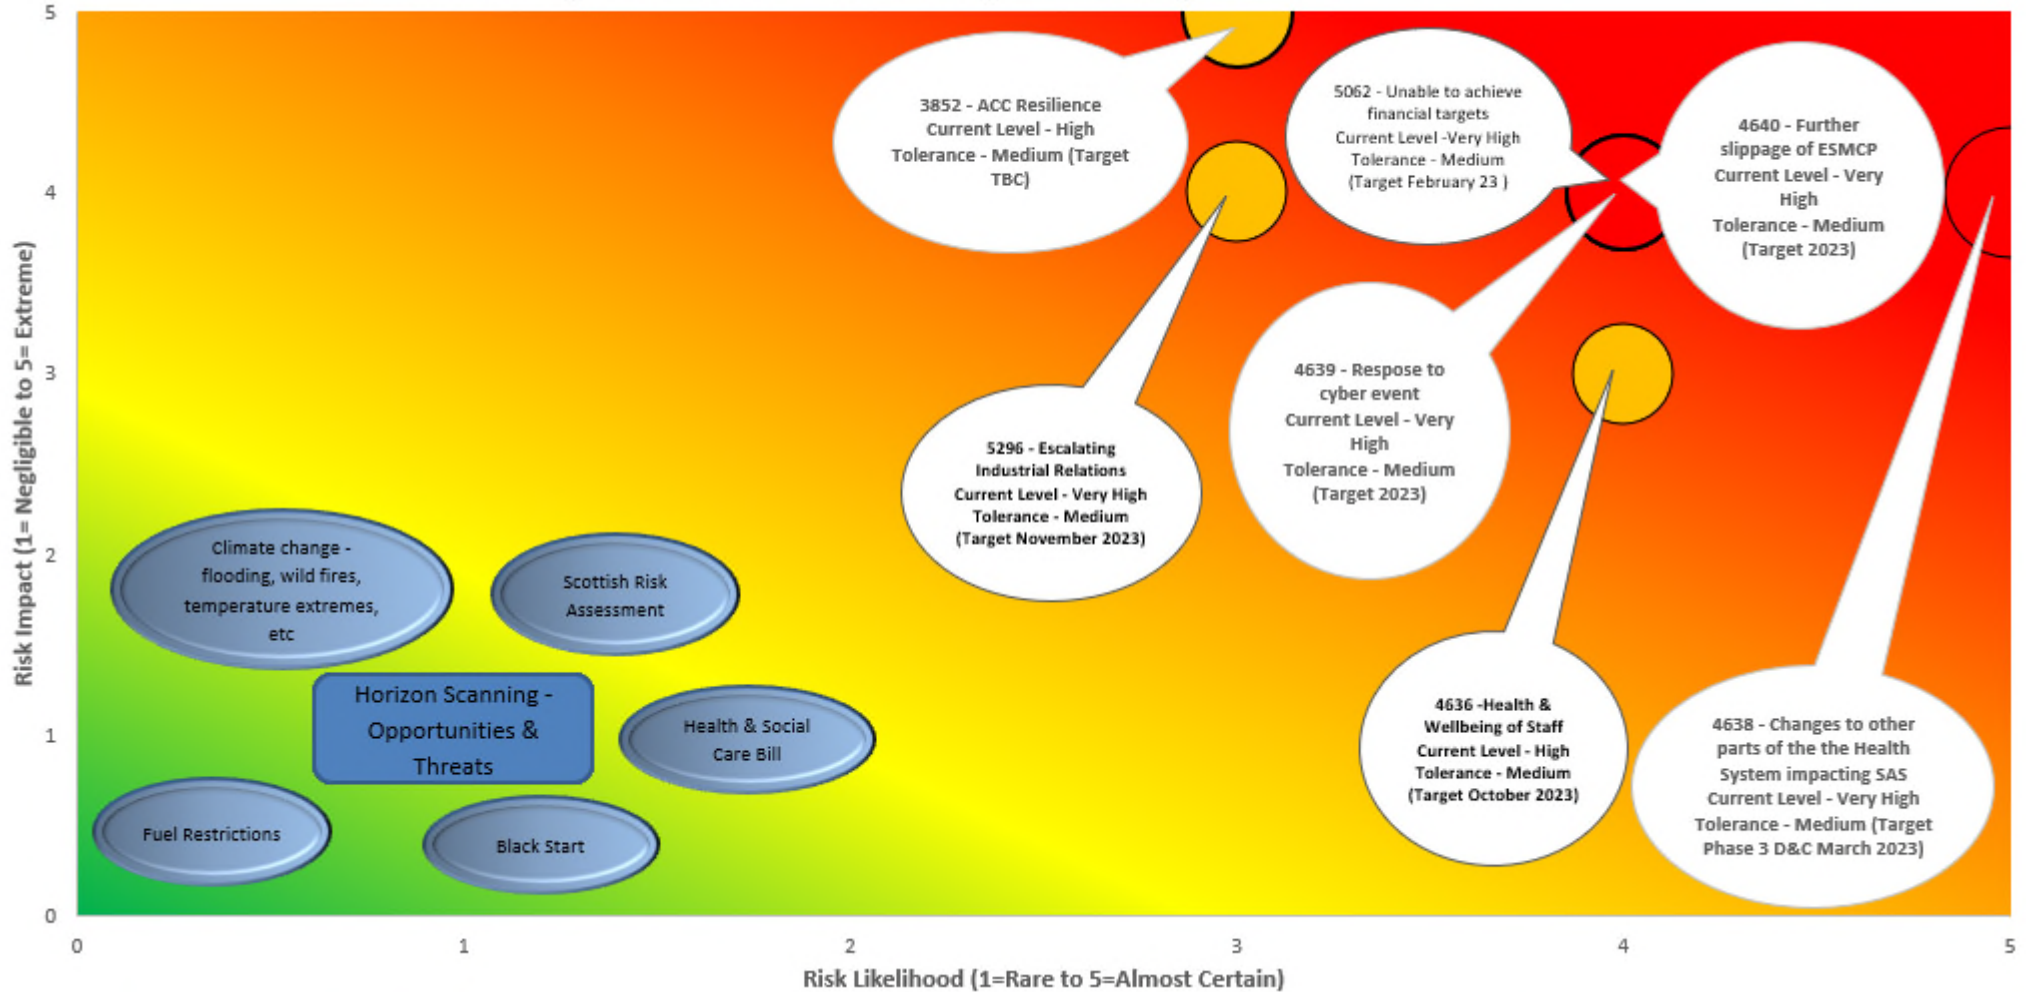 5
4
3
2
1
0
Risk Impact (1= Negligible to 5= Extreme)
3852 - ACC Resilience
Current Level - High
Tolerance - Medium (Target
TBC)
5062 - Unable to achieve
financial targets
Current Level -Very High
Tolerance - Medium
(Target February 23 )
4640 - Further
slippage of ESMCP
Current Level - Very
High
Tolerance - Medium
(Target 2023)
5296 - Escalating
Industrial Relations
Current Level - Very High
Tolerance - Medium
(Target November 2023)
4639 - Respose to
cyber event
Current Level - Very
High
Tolerance - Medium
(Target 2023)
4636 -Health &
Wellbeing of Staff
Current Level - High
Tolerance - Medium
(Target October 2023)
4638 - Changes to other
parts of the the Health
System impacting SAS
Current Level - Very High
Tolerance - Medium (Target
Phase 3 D&C March 2023)
Climate change -
flooding, wild fires,
temperature extremes,
etc
Scottish Risk
Assessment
Horizon Scanning -
Opportunities &
Threats
Health & Social
Care Bill
Fuel Restrictions
Black Start
0 1 2 3 4 5
Risk Likelihood (1=Rare to 5=Almost Certain)